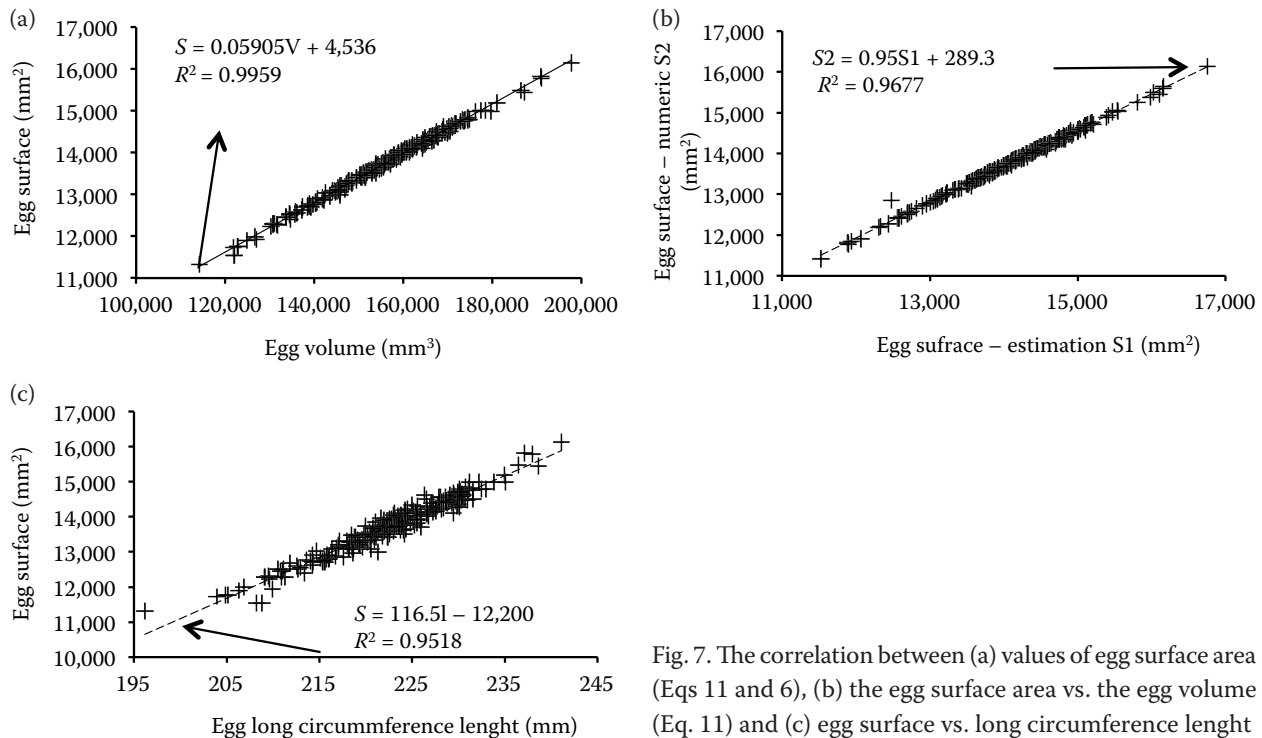 (a)
17,000
16,000
15,000
14,000
13,000
12,000
11,000
Egg surface (mm²)
S = 0.05905V + 4,536
R² = 0.9959
100,000 120,000 140,000 160,000 180,000 200,000
Egg volume (mm³)
(b)
17,000
16,000
15,000
14,000
13,000
12,000
11,000
Egg surface – numeric S2
(mm²)
S2 = 0.95S1 + 289.3
R² = 0.9677
11,000 13,000 15,000 17,000
Egg sufrace – estimation S1 (mm²)
(c)
17,000
16,000
15,000
14,000
13,000
12,000
11,000
10,000
Egg surface (mm²)
S = 116.5l – 12,200
R² = 0.9518
195 205 215 225 235 245
Egg long circummference lenght (mm)
Fig. 7. The correlation between (a) values of egg surface area
(Eqs 11 and 6), (b) the egg surface area vs. the egg volume
(Eq. 11) and (c) egg surface vs. long circumference lenght